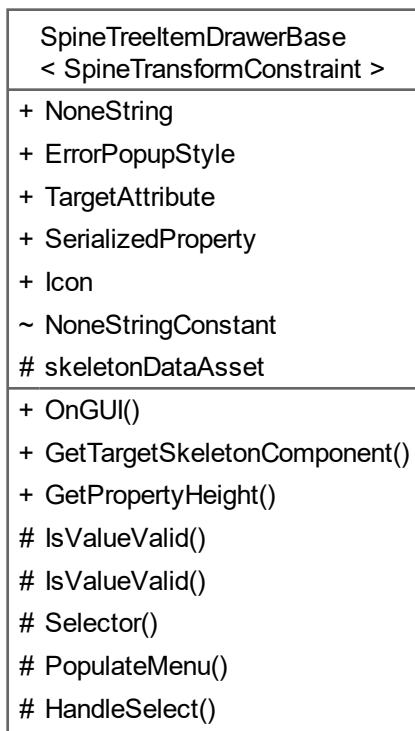 SpineTreeItemDrawerBase
< SpineTransformConstraint >
+ NoneString
+ ErrorPopupStyle
+ TargetAttribute
+ SerializedProperty
+ Icon
~ NoneStringConstant
# skeletonDataAsset
+ OnGUI()
+ GetTargetSkeletonComponent()
+ GetPropertyHeight()
# IsValueValid()
# IsValueValid()
# Selector()
# PopulateMenu()
# HandleSelect()